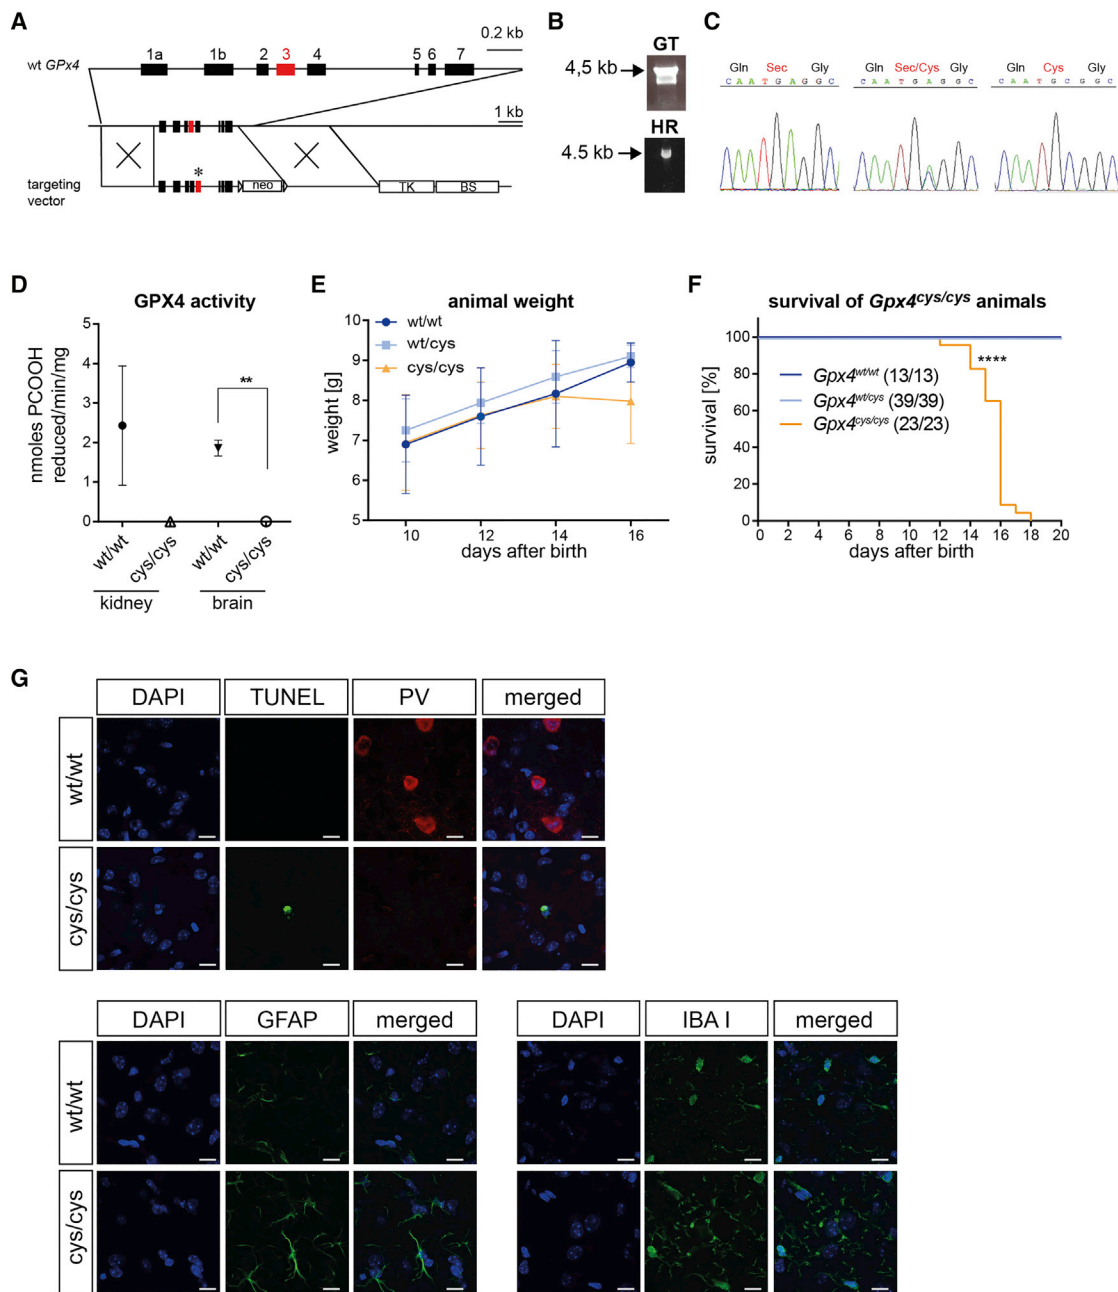 A
0.2 kb
1a 1b 2 3 4 5 6 7
wt GPx4
1 kb
*
neo
TK BS
targeting
vector
B
GT
4,5 kb
HR
4.5 kb
C
Gln Sec Gly
C A A T G A G G C
Gln Sec/Cys Gly
C A A T G A G G C
Gln Cys Gly
C A A T G C G G C
D
GPX4 activity
nmoles PCOOH
reduced/min/mg
5
4
3
2
1
0
**
wt/wt
cys/cys
wt/wt
cys/cys
kidney
brain
E
animal weight
weight [g]
10
9
8
7
6
5
wt/wt
wt/cys
cys/cys
10 12 14 16
days after birth
F
survival of Gpx4cys/cys animals
survival [%]
100
80
60
40
20
0
****
Gpx4wt/wt (13/13)
Gpx4wt/cys (39/39)
Gpx4cys/cys (23/23)
0 2 4 6 8 10 12 14 16 18 20
days after birth
G
DAPI TUNEL PV merged
wt/wt
cys/cys
DAPI GFAP merged
wt/wt
cys/cys
DAPI IBA I merged